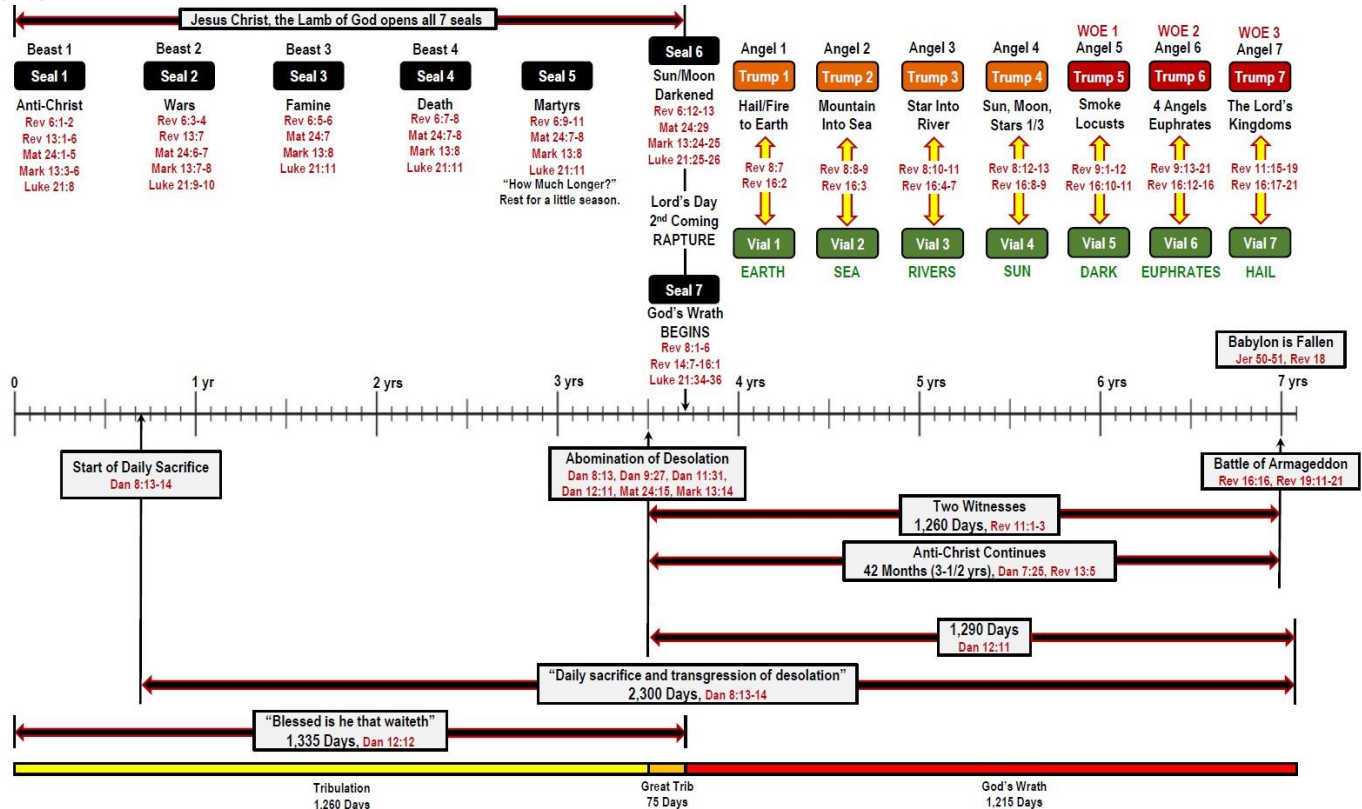 Jesus Christ, the Lamb of God opens all 7 seals
Beast 1
Seal 1
Anti-Christ
Rev 6:1-2
Rev 13:1-6
Mat 24:1-5
Mark 13:3-6
Luke 21:8
Beast 2
Seal 2
Wars
Rev 6:3-4
Rev 13:7
Mat 24:6-7
Mark 13:7-8
Luke 21:9-10
Beast 3
Seal 3
Famine
Rev 6:5-6
Mat 24:7
Mark 13:8
Luke 21:11
Beast 4
Seal 4
Death
Rev 6:7-8
Mat 24:7-8
Mark 13:8
Luke 21:11
Seal 5
Martyrs
Rev 6:9-11
Mat 24:7-8
Mark 13:8
Luke 21:11
“How Much Longer?”
Rest for a little season.
Seal 6
Sun/Moon
Darkened
Rev 6:12-13
Mat 24:29
Mark 13:24-25
Luke 21:25-26
Lord’s Day
2nd Coming
RAPTURE
Seal 7
God’s Wrath
BEGINS
Rev 8:1-6
Rev 14:7-16:1
Luke 21:34-36
Angel 1
Trump 1
Hail/Fire
to Earth
Rev 8:7
Rev 16:2
Vial 1
EARTH
Angel 2
Trump 2
Mountain
Into Sea
Rev 8:8-9
Rev 16:3
Vial 2
SEA
Angel 3
Trump 3
Star Into
River
Rev 8:10-11
Rev 16:4-7
Vial 3
RIVERS
Angel 4
Trump 4
Sun, Moon,
Stars 1/3
Rev 8:12-13
Rev 16:8-9
Vial 4
SUN
WOE 1
Angel 5
Trump 5
Smoke
Locusts
Rev 9:1-12
Rev 16:10-11
Vial 5
DARK
WOE 2
Angel 6
Trump 6
4 Angels
Euphrates
Rev 9:13-21
Rev 16:12-16
Vial 6
EUPHRATES
WOE 3
Angel 7
Trump 7
The Lord’s
Kingdoms
Rev 11:15-19
Rev 16:17-21
Vial 7
HAIL
Babylon is Fallen
Jer 50-51, Rev 18
0 1 yr 2 yrs 3 yrs 4 yrs 5 yrs 6 yrs 7 yrs
Start of Daily Sacrifice
Dan 8:13-14
Abomination of Desolation
Dan 8:13, Dan 9:27, Dan 11:31,
Dan 12:11, Mat 24:15, Mark 13:14
Battle of Armageddon
Rev 16:16, Rev 19:11-21
Two Witnesses
1,260 Days, Rev 11:1-3
Anti-Christ Continues
42 Months (3-1/2 yrs), Dan 7:25, Rev 13:5
1,290 Days
Dan 12:11
“Daily sacrifice and transgression of desolation”
2,300 Days, Dan 8:13-14
“Blessed is he that waiteth”
1,335 Days, Dan 12:12
Tribulation
1,260 Days
Great Trib
75 Days
God’s Wrath
1,215 Days